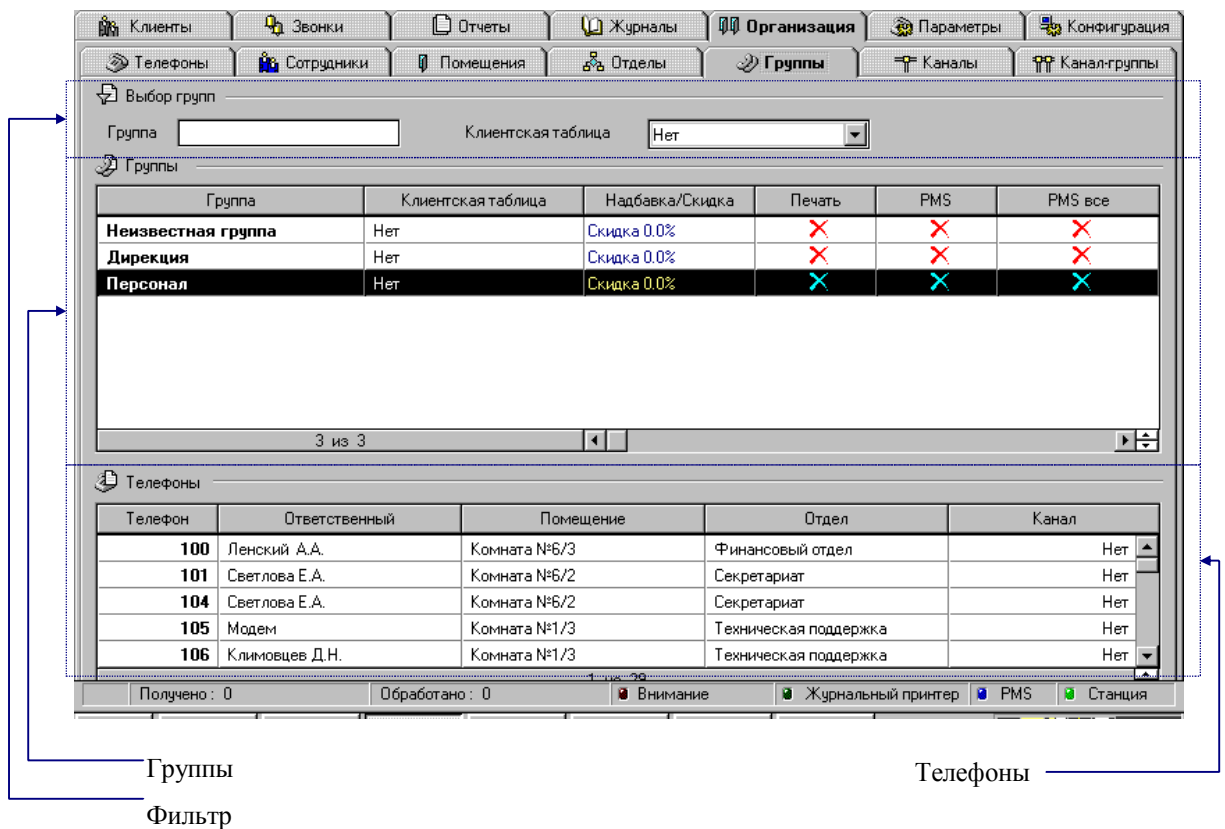 Клиенты Звонки Отчеты Журналы Организация Параметры Конфигурация
Телефоны Сотрудники Помещения Отделы Группы Каналы Канал-группы
Выбор групп
Группа Клиентская таблица Нет
Группы
Группа Клиентская таблица Надбавка/Скидка Печать PMS PMS все
Неизвестная группа Нет Скидка 0.0%
Дирекция Нет Скидка 0.0%
Персонал Нет Скидка 0.0%
3 из 3
Телефоны
Телефон Ответственный Помещение Отдел Канал
100 Ленский А.А. Комната №6/3 Финансовый отдел Нет
101 Светлова Е.А. Комната №6/2 Секретариат Нет
104 Светлова Е.А. Комната №6/2 Секретариат Нет
105 Модем Комната №1/3 Техническая поддержка Нет
106 Климовцев Д.Н. Комната №1/3 Техническая поддержка Нет
1 из 29
Получено : 0 Обработано : 0 Внимание Журнальный принтер PMS Станция
Группы Телефоны
Фильтр